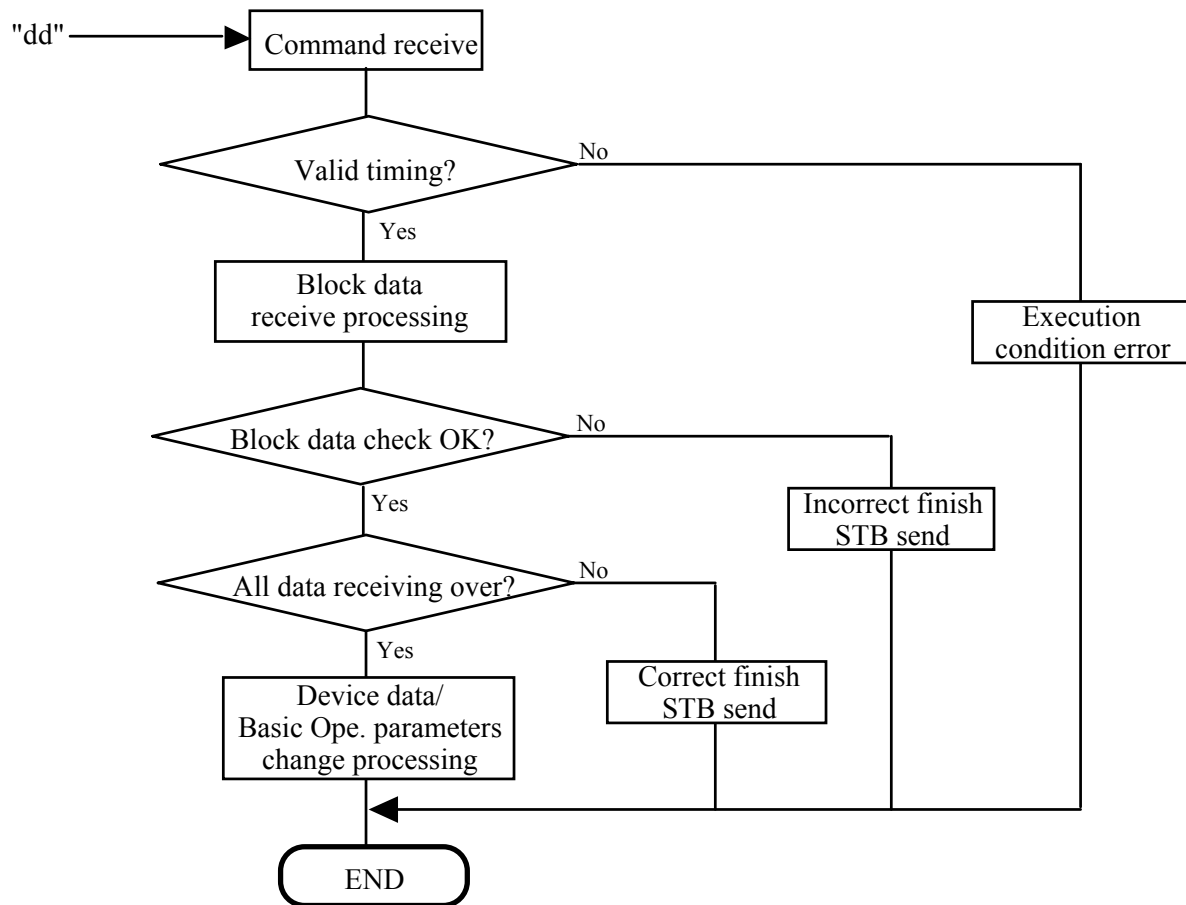 "dd"
Command receive
Valid timing?
No
Yes
Block data
receive processing
Execution
condition error
Block data check OK?
No
Yes
Incorrect finish
STB send
All data receiving over?
No
Yes
Correct finish
STB send
Device data/
Basic Ope. parameters
change processing
END